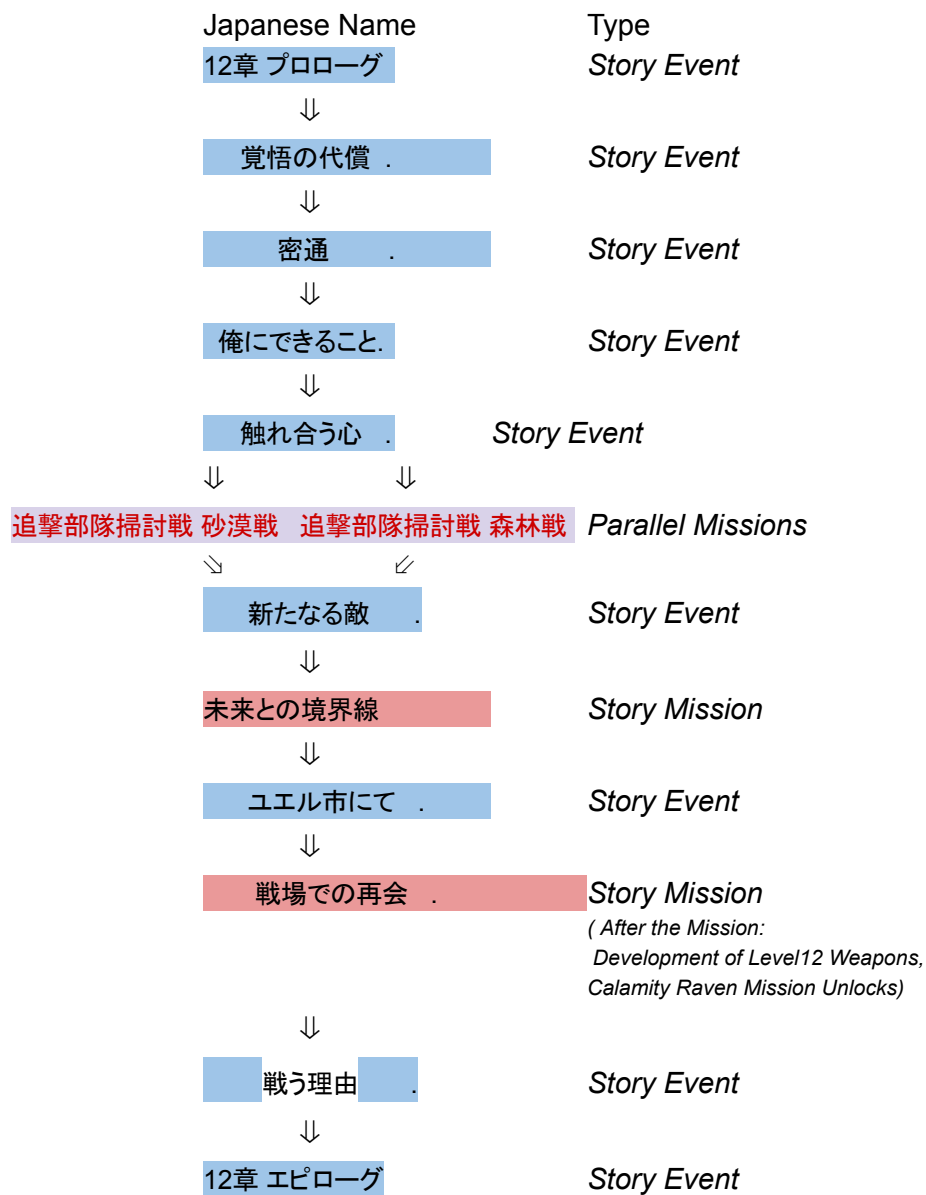 Japanese Name Type
12章 プロローグ Story Event
⇓
覚悟の代償 . Story Event
⇓
密通 . Story Event
⇓
俺にできること. Story Event
⇓
触れ合う心 . Story Event
⇓ ⇓
追撃部隊掃討戦 砂漠戦 追撃部隊掃討戦 森林戦 Parallel Missions
⇘ ⇙
新たなる敵 . Story Event
⇓
未来との境界線 Story Mission
⇓
ユエル市にて . Story Event
⇓
戦場での再会 . Story Mission
( After the Mission:
Development of Level12 Weapons,
Calamity Raven Mission Unlocks)
⇓
戦う理由 . Story Event
⇓
12章 エピローグ Story Event